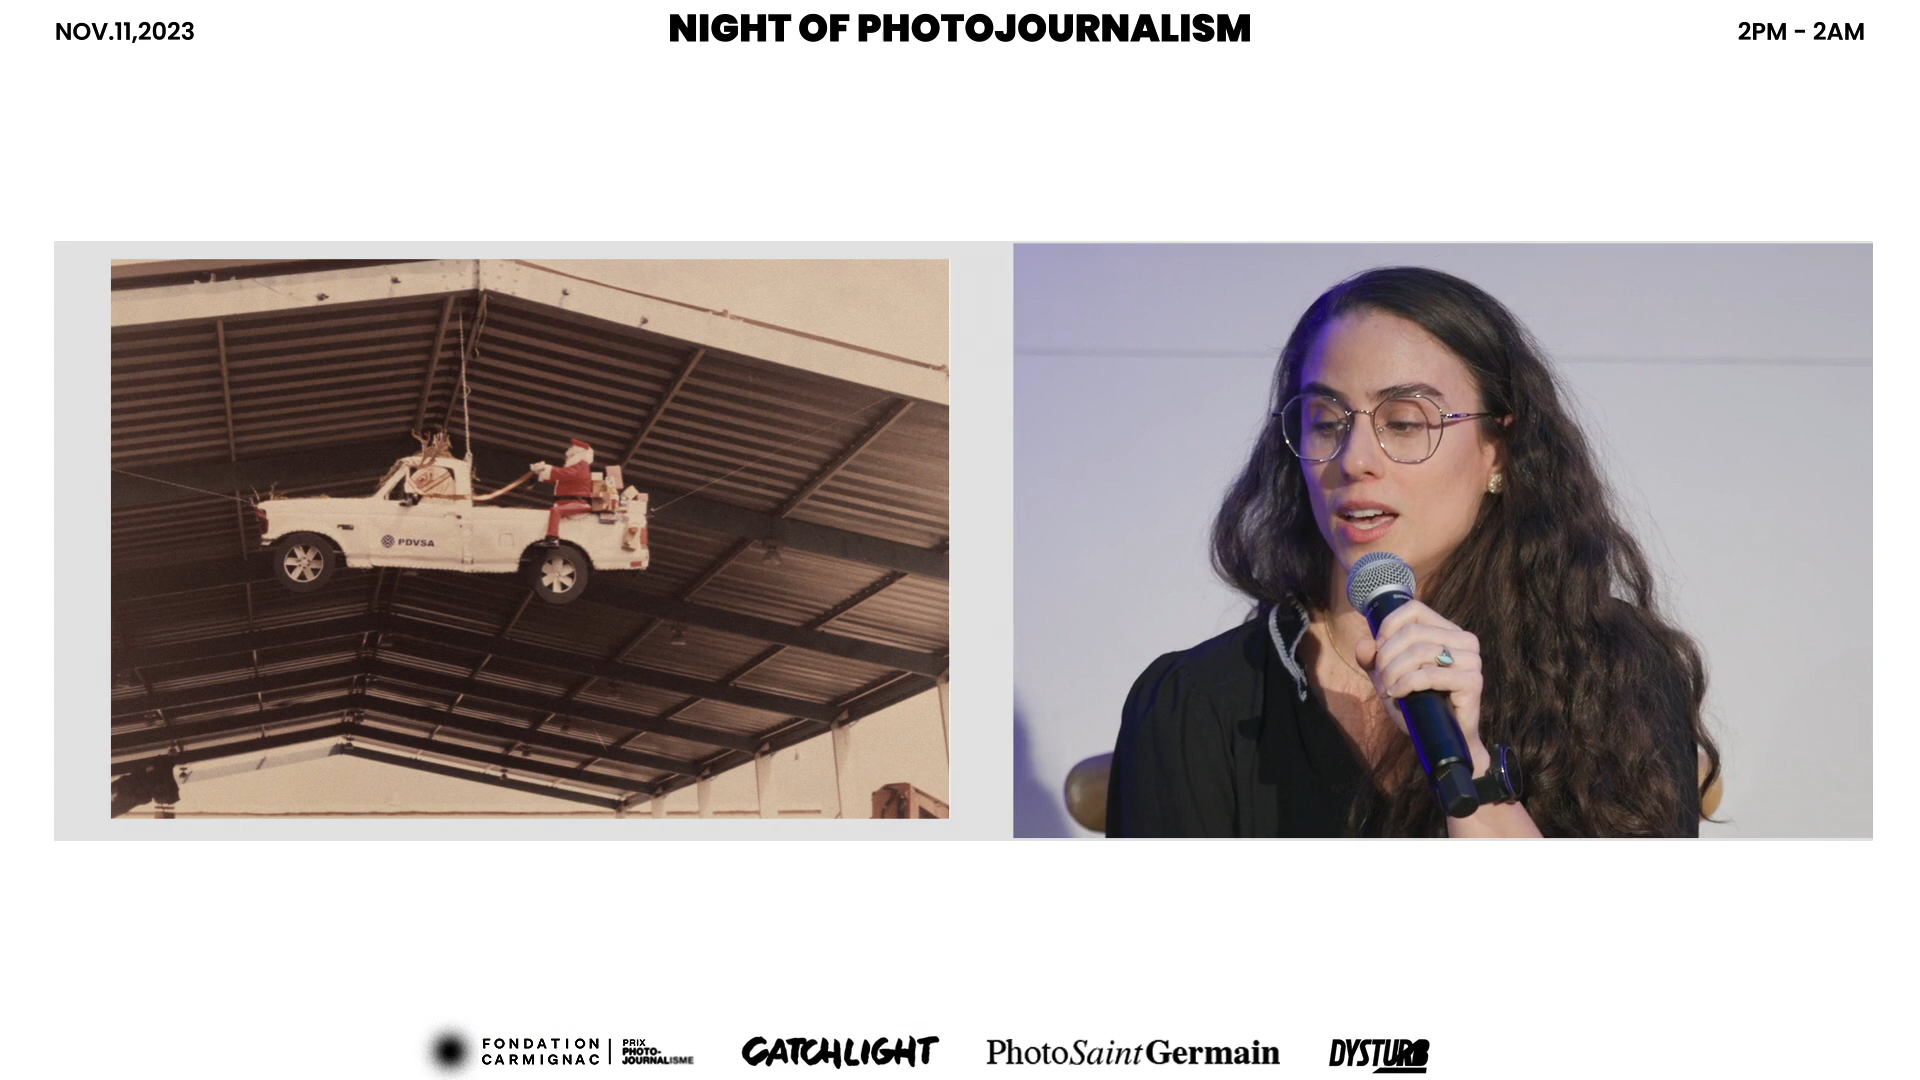 NOV.11,2023
NIGHT OF PHOTOJOURNALISM
2PM - 2AM
PDVSA
FONDATION
CARMIGNAC
PRIX
PHOTO-
JOURNALISME
CATCHLIGHT
PhotoSaintGermain
DYSTURB